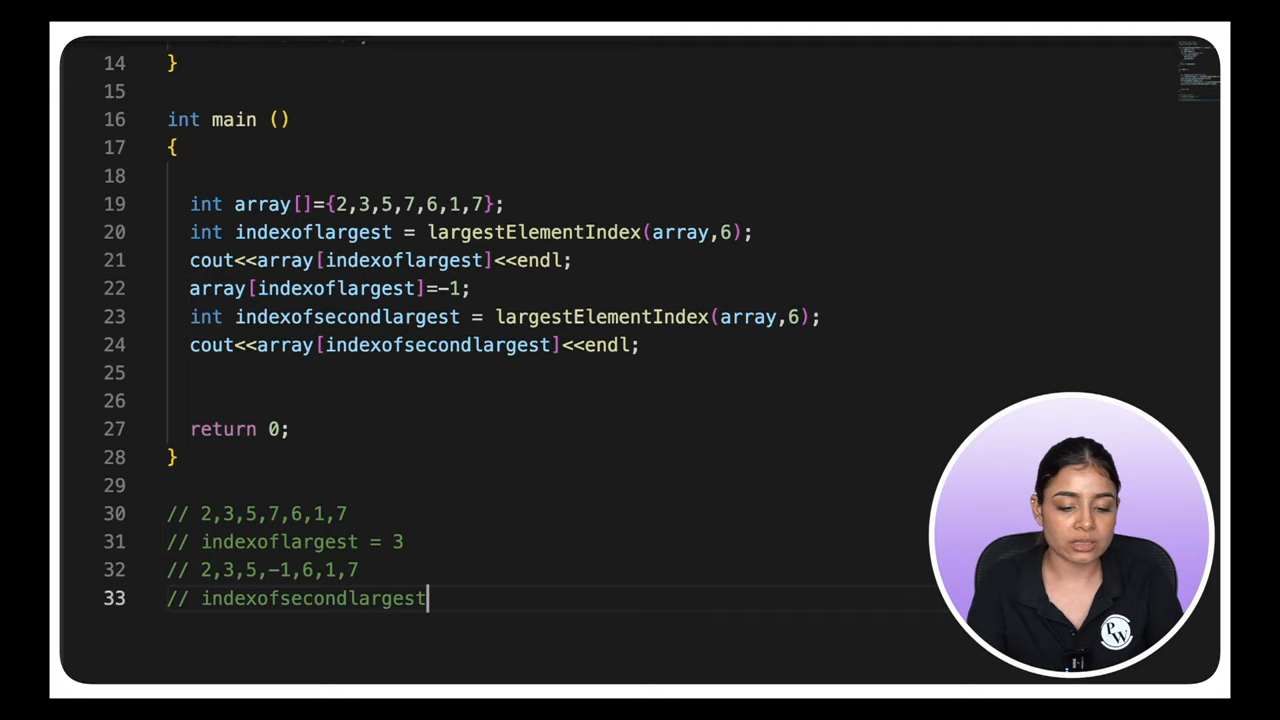 14 }
15
16 int main ()
17 {
18
19 int array[]={2,3,5,7,6,1,7};
20 int indexoflargest = largestElementIndex(array,6);
21 cout<<array[indexoflargest]<<endl;
22 array[indexoflargest]=-1;
23 int indexofsecondlargest = largestElementIndex(array,6);
24 cout<<array[indexofsecondlargest]<<endl;
25
26
27 return 0;
28 }
29
30 // 2,3,5,7,6,1,7
31 // indexoflargest = 3
32 // 2,3,5,-1,6,1,7
33 // indexofsecondlargest
PW